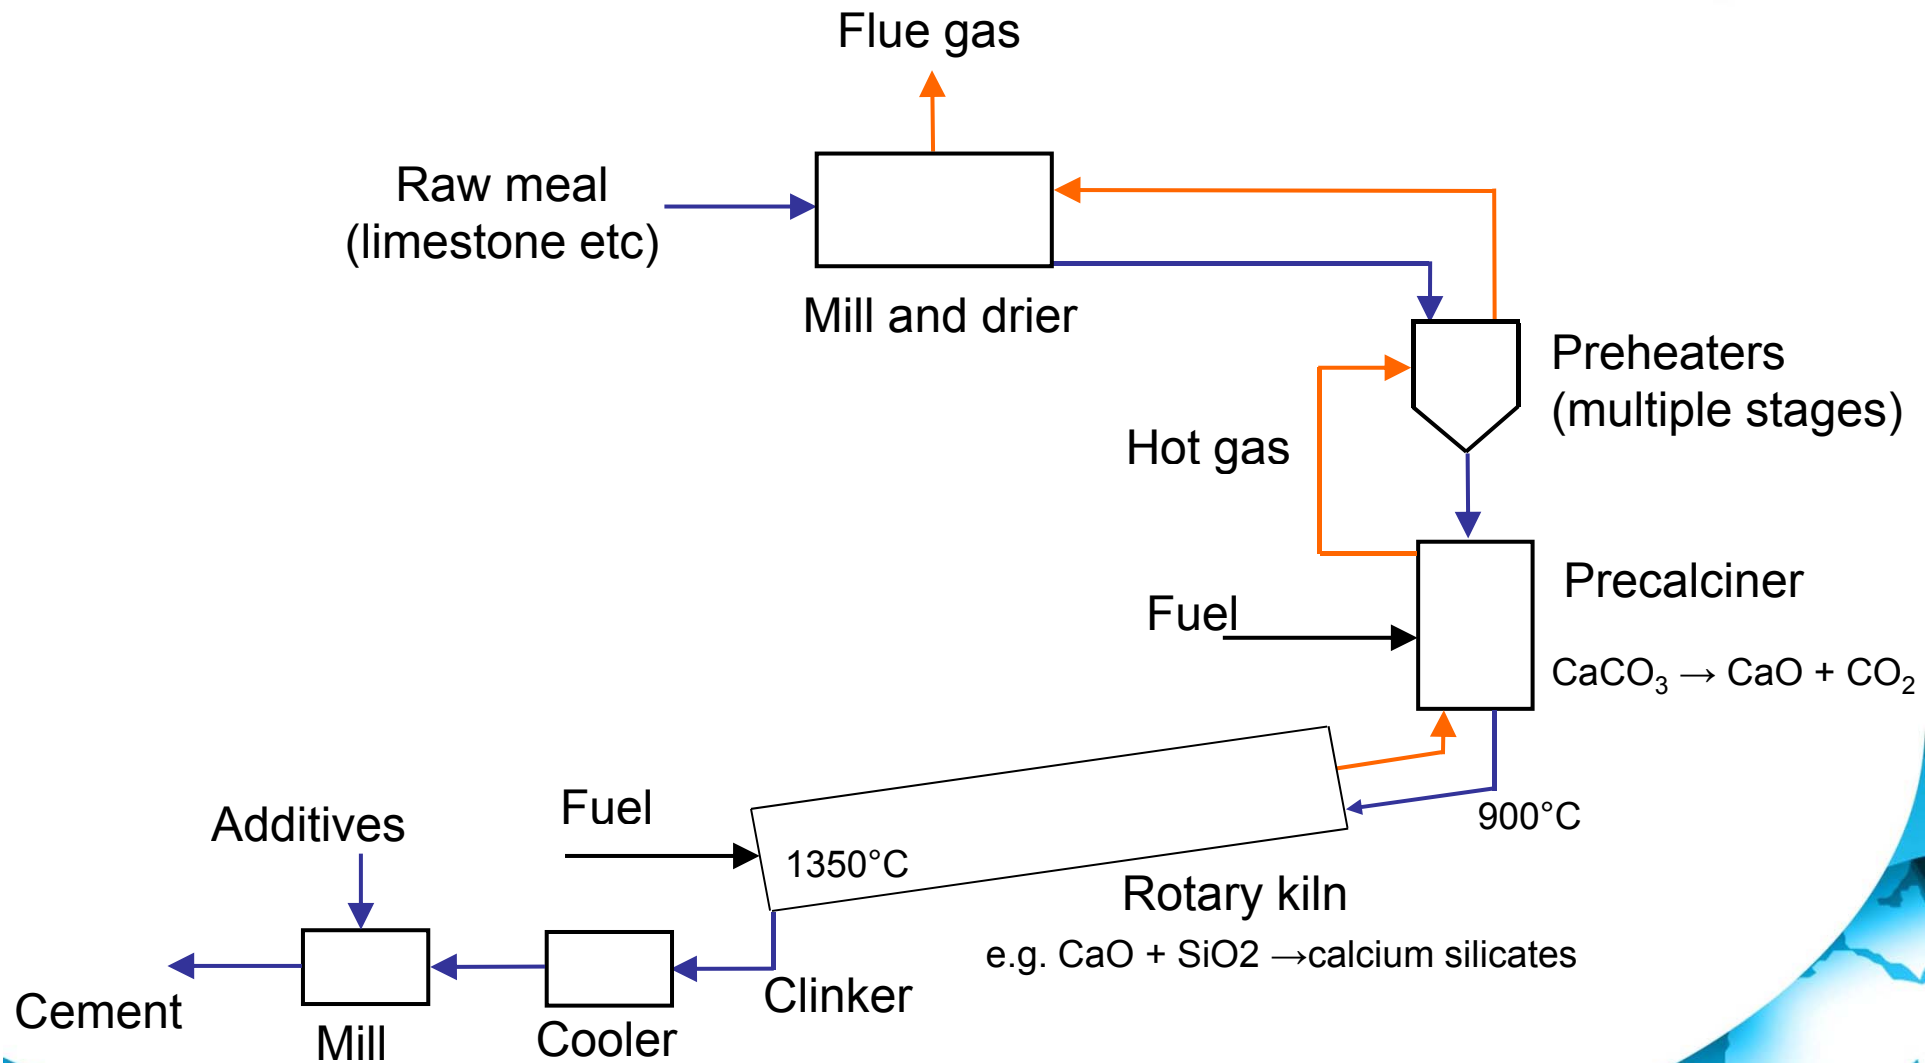 Flue gas
Raw meal
(limestone etc)
Mill and drier
Preheaters
(multiple stages)
Hot gas
Precalciner
Fuel
CaCO₃ → CaO + CO₂
Fuel
900°C
Additives
1350°C
Rotary kiln
e.g. CaO + SiO2 →calcium silicates
Clinker
Cement
Mill
Cooler